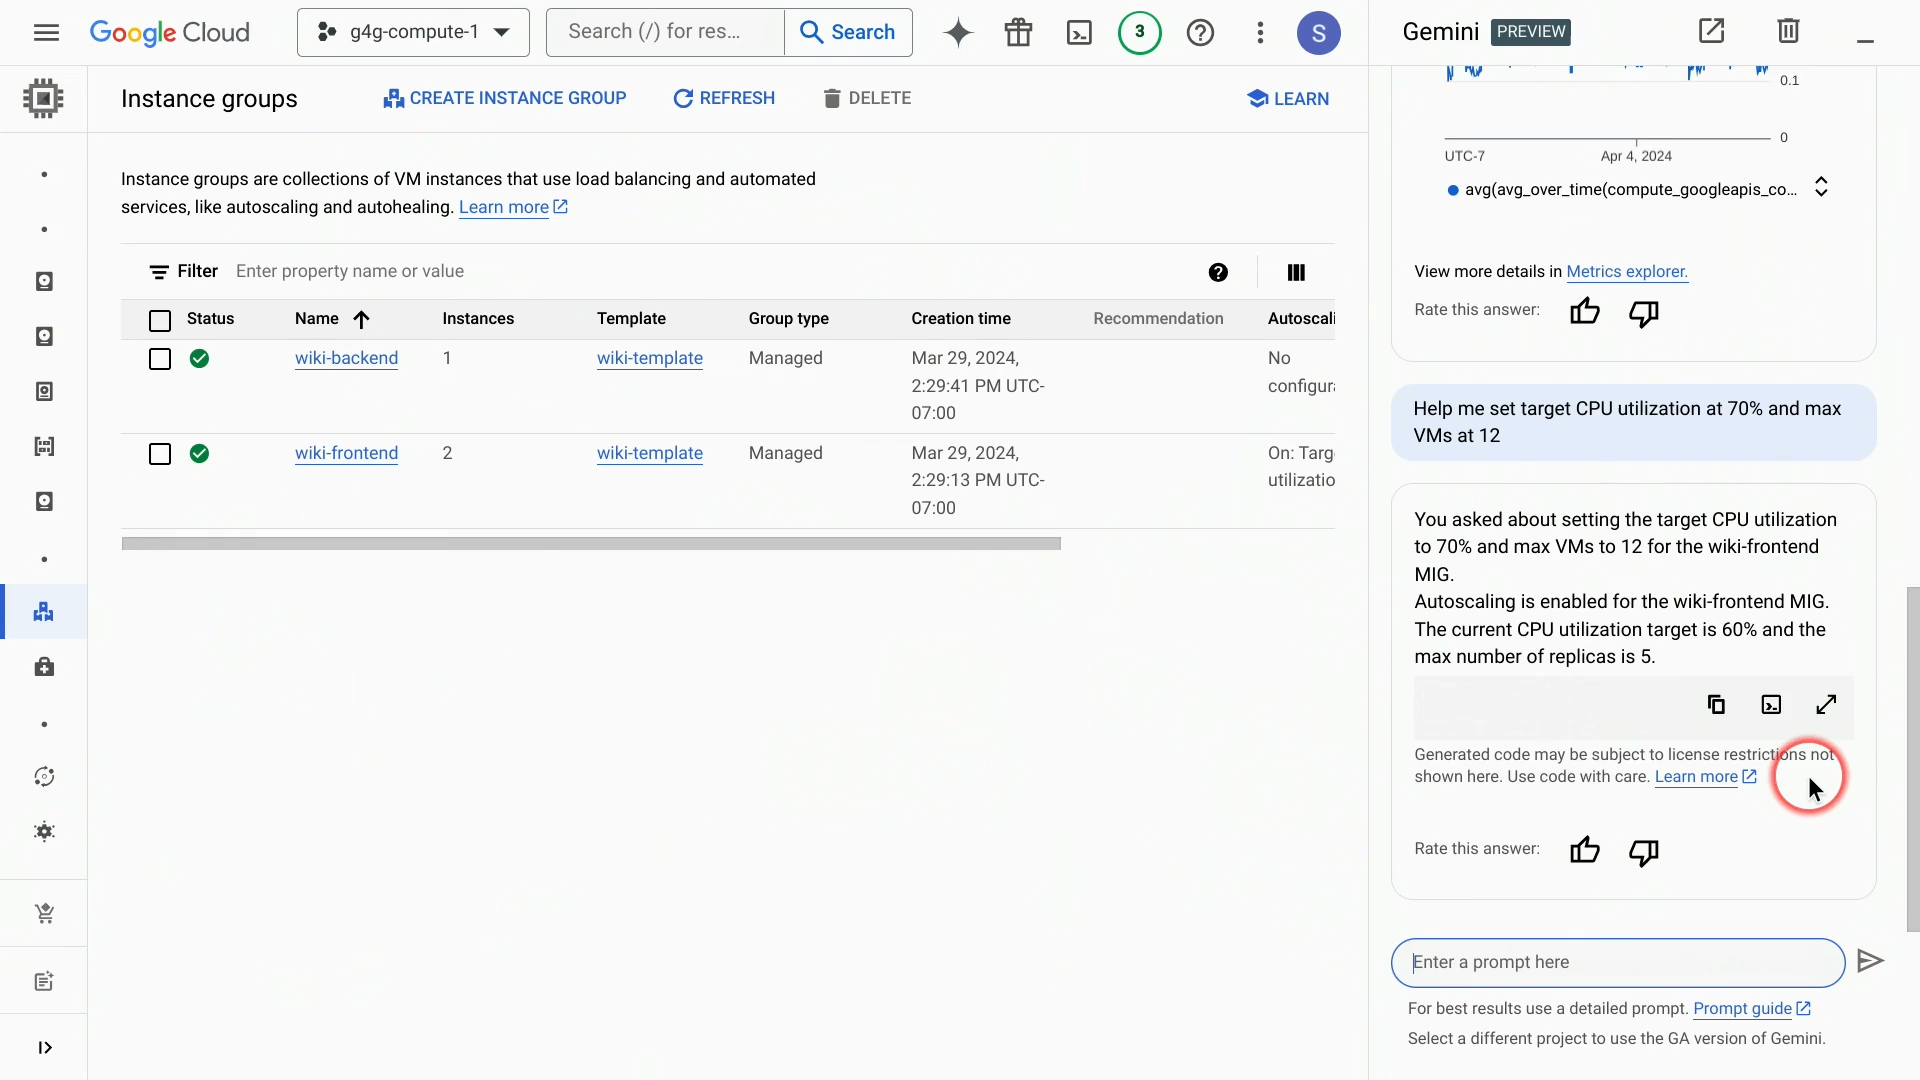 Google Cloud
g4g-compute-1
Search (/) for res...
Search
3
S
Gemini PREVIEW
Instance groups
CREATE INSTANCE GROUP
REFRESH
DELETE
LEARN
Instance groups are collections of VM instances that use load balancing and automated
services, like autoscaling and autohealing. Learn more
Filter Enter property name or value
Status Name Instances Template Group type Creation time Recommendation Autoscali
wiki-backend 1 wiki-template Managed Mar 29, 2024, No
2:29:41 PM UTC- configura
07:00
wiki-frontend 2 wiki-template Managed Mar 29, 2024, On: Targ
2:29:13 PM UTC- utilizatio
07:00
0.1
0
UTC-7 Apr 4, 2024
avg(avg_over_time(compute_googleapis_co...
View more details in Metrics explorer.
Rate this answer:
Help me set target CPU utilization at 70% and max
VMs at 12
You asked about setting the target CPU utilization
to 70% and max VMs to 12 for the wiki-frontend
MIG.
Autoscaling is enabled for the wiki-frontend MIG.
The current CPU utilization target is 60% and the
max number of replicas is 5.
Generated code may be subject to license restrictions not
shown here. Use code with care. Learn more
Rate this answer:
Enter a prompt here
For best results use a detailed prompt. Prompt guide
Select a different project to use the GA version of Gemini.